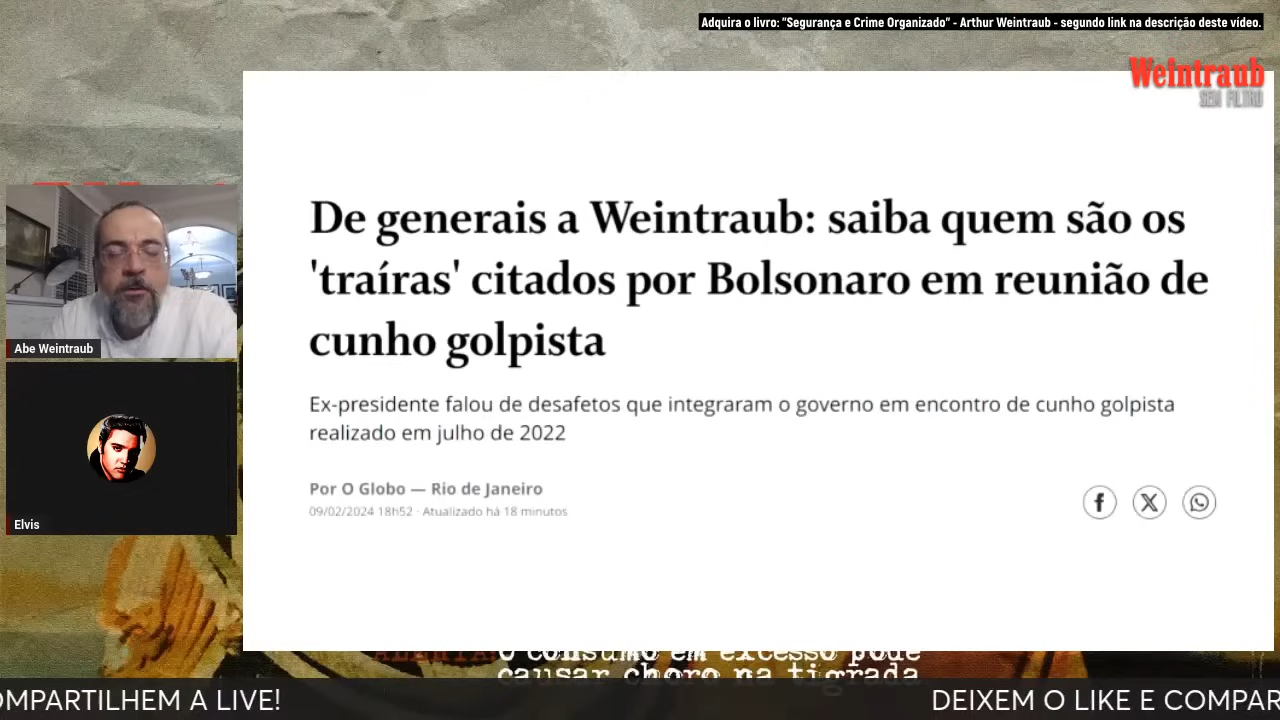 Adquira o livro: "Segurança e Crime Organizado" - Arthur Weintraub - segundo link na descrição deste vídeo.
Weintraub
SEM FILTRO
De generais a Weintraub: saiba quem são os
'traíras' citados por Bolsonaro em reunião de
cunho golpista
Ex-presidente falou de desafetos que integraram o governo em encontro de cunho golpista
realizado em julho de 2022
Por O Globo — Rio de Janeiro
09/02/2024 18h52 · Atualizado há 18 minutos
Abe Weintraub
Elvis
O consumo em excesso pode
causar choro na tigrada
OMPARTILHEM A LIVE!
DEIXEM O LIKE E COMPAR